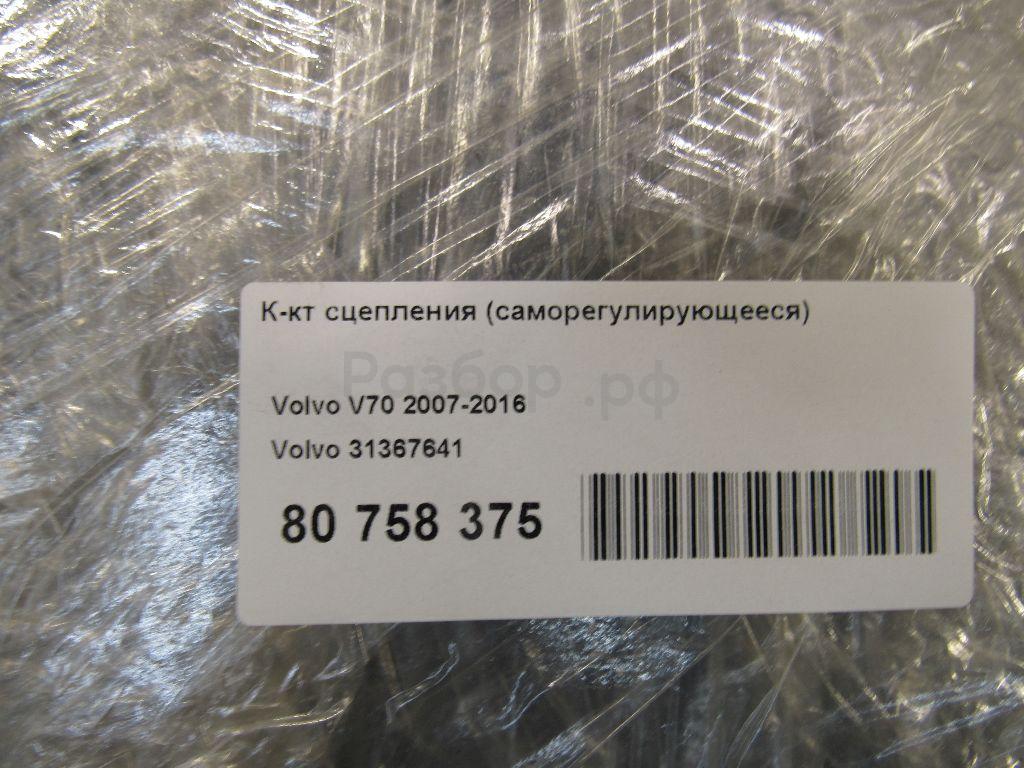 К-кт сцепления (саморегулирующееся)
Разбор.рф
Volvo V70 2007-2016
Volvo 31367641
80 758 375